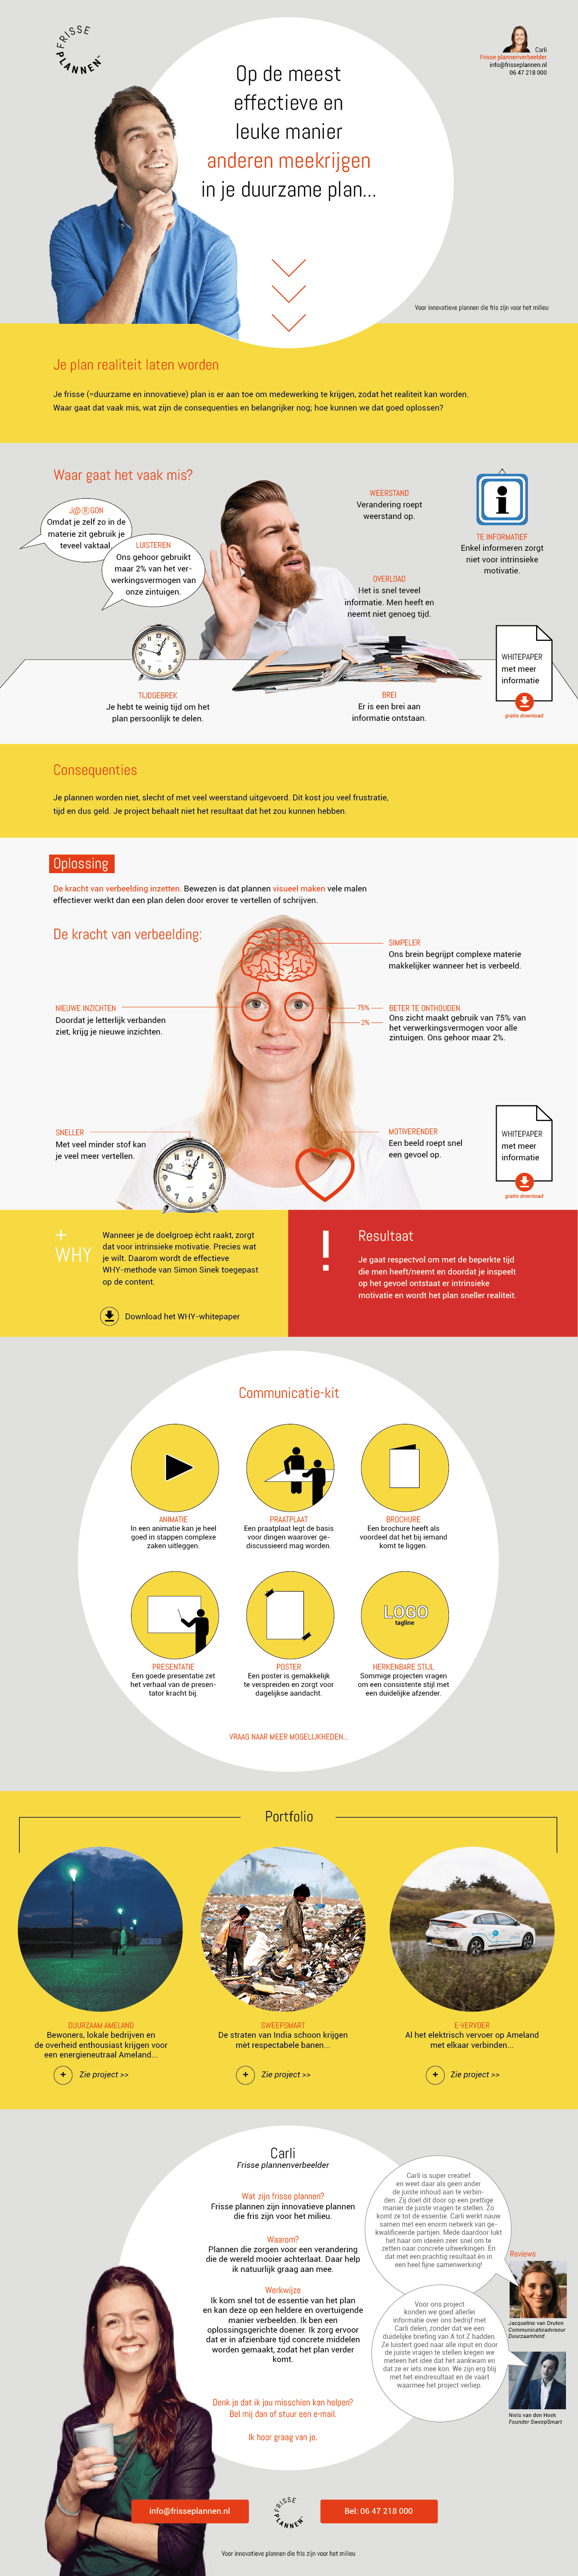 FRISSE
PLANNEN
Carli
Frisse plannenverbeelder
info@frisseplannen.nl
06 47 218 000
Op de meest
effectieve en
leuke manier
anderen meekrijgen
in je duurzame plan...
Voor innovatieve plannen die fris zijn voor het milieu
Je plan realiteit laten worden
Je frisse (=duurzame en innovatieve) plan is er aan toe om medewerking te krijgen, zodat het realiteit kan worden.
Waar gaat dat vaak mis, wat zijn de consequenties en belangrijker nog; hoe kunnen we dat goed oplossen?
Waar gaat het vaak mis?
J@®GON
Omdat je zelf zo in de
materie zit gebruik je
teveel vaktaal.
LUISTEREN
Ons gehoor gebruikt
maar 2% van het ver-
werkingsvermogen van
onze zintuigen.
WEERSTAND
Verandering roept
weerstand op.
TE INFORMATIEF
Enkel informeren zorgt
niet voor intrinsieke
motivatie.
OVERLOAD
Het is snel teveel
informatie. Men heeft en
neemt niet genoeg tijd.
TIJDGEBREK
Je hebt te weinig tijd om het
plan persoonlijk te delen.
BREI
Er is een brei aan
informatie ontstaan.
WHITEPAPER
met meer
informatie
gratis download
Consequenties
Je plannen worden niet, slecht of met veel weerstand uitgevoerd. Dit kost jou veel frustratie,
tijd en dus geld. Je project behaalt niet het resultaat dat het zou kunnen hebben.
Oplossing
De kracht van verbeelding inzetten. Bewezen is dat plannen visueel maken vele malen
effectiever werkt dan een plan delen door erover te vertellen of schrijven.
De kracht van verbeelding:
SIMPELER
Ons brein begrijpt complexe materie
makkelijker wanneer het is verbeeld.
NIEUWE INZICHTEN
Doordat je letterlijk verbanden
ziet, krijg je nieuwe inzichten.
75%
2%
BETER TE ONTHOUDEN
Ons zicht maakt gebruik van 75% van
het verwerkingsvermogen voor alle
zintuigen. Ons gehoor maar 2%.
SNELLER
Met veel minder stof kan
je veel meer vertellen.
MOTIVERENDER
Een beeld roept snel
een gevoel op.
WHITEPAPER
met meer
informatie
gratis download
+
WHY
Wanneer je de doelgroep ècht raakt, zorgt
dat voor intrinsieke motivatie. Precies wat
je wilt. Daarom wordt de effectieve
WHY-methode van Simon Sinek toegepast
op de content.
Download het WHY-whitepaper
!
Resultaat
Je gaat respectvol om met de beperkte tijd
die men heeft/neemt en doordat je inspeelt
op het gevoel ontstaat er intrinsieke
motivatie en wordt het plan sneller realiteit.
Communicatie-kit
ANIMATIE
In een animatie kan je heel
goed in stappen complexe
zaken uitleggen.
PRAATPLAAT
Een praatplaat legt de basis
voor dingen waarover ge-
discussieerd mag worden.
BROCHURE
Een brochure heeft als
voordeel dat het bij iemand
komt te liggen.
PRESENTATIE
Een goede presentatie zet
het verhaal van de presen-
tator kracht bij.
POSTER
Een poster is gemakkelijk
te verspreiden en zorgt voor
dagelijkse aandacht.
LOGO
tagline
HERKENBARE STIJL
Sommige projecten vragen
om een consistente stijl met
een duidelijke afzender.
VRAAG NAAR MEER MOGELIJKHEDEN...
Portfolio
DUURZAAM AMELAND
Bewoners, lokale bedrijven en
de overheid enthousiast krijgen voor
een energieneutraal Ameland...
+ Zie project >>
SWEEPSMART
De straten van India schoon krijgen
mét respectabele banen...
+ Zie project >>
E-VERVOER
Al het elektrisch vervoer op Ameland
met elkaar verbinden...
+ Zie project >>
Carli
Frisse plannenverbeelder
Wat zijn frisse plannen?
Frisse plannen zijn innovatieve plannen
die fris zijn voor het milieu.
Waarom?
Plannen die zorgen voor een verandering
die de wereld mooier achterlaat. Daar help
ik natuurlijk graag aan mee.
Werkwijze
Ik kom snel tot de essentie van het plan
en kan deze op een heldere en overtuigende
manier verbeelden. Ik ben een
oplossingsgerichte doener. Ik zorg ervoor
dat er in afzienbare tijd concrete middelen
worden gemaakt, zodat het plan verder
komt.
Denk je dat ik jou misschien kan helpen?
Bel mij dan of stuur een e-mail.
Ik hoor graag van je.
Carli is super creatief
en weet daar als geen ander
de juiste inhoud aan te verbin-
den. Zij doet dit door op een prettige
manier de juiste vragen te stellen. Zo
komt ze tot de essentie. Carli werkt nauw
samen met een enorm netwerk van ge-
kwalificeerde partijen. Mede daardoor lukt
het haar om ideeën zeer snel om te
zetten naar concrete uitwerkingen. En
dat met een prachtig resultaat én in
een heel fijne samenwerking!
Reviews
Jacqueline van Druten
Communicatieadviseur
Duurzaamheid
Voor ons project
konden we goed allerlei
informatie over ons bedrijf met
Carli delen, zonder dat we een
duidelijke briefing van A tot Z hadden.
Ze luistert goed naar alle input en door
de juiste vragen te stellen kregen we
meteen het idee dat het aankwam en
dat ze er iets mee kon. We zijn erg blij
met het eindresultaat en de vaart
waarmee het project verliep.
Niels van den Hoek
Founder SweepSmart
info@frisseplannen.nl
FRISSE
PLANNEN
Bel: 06 47 218 000
Voor innovatieve plannen die fris zijn voor het milieu